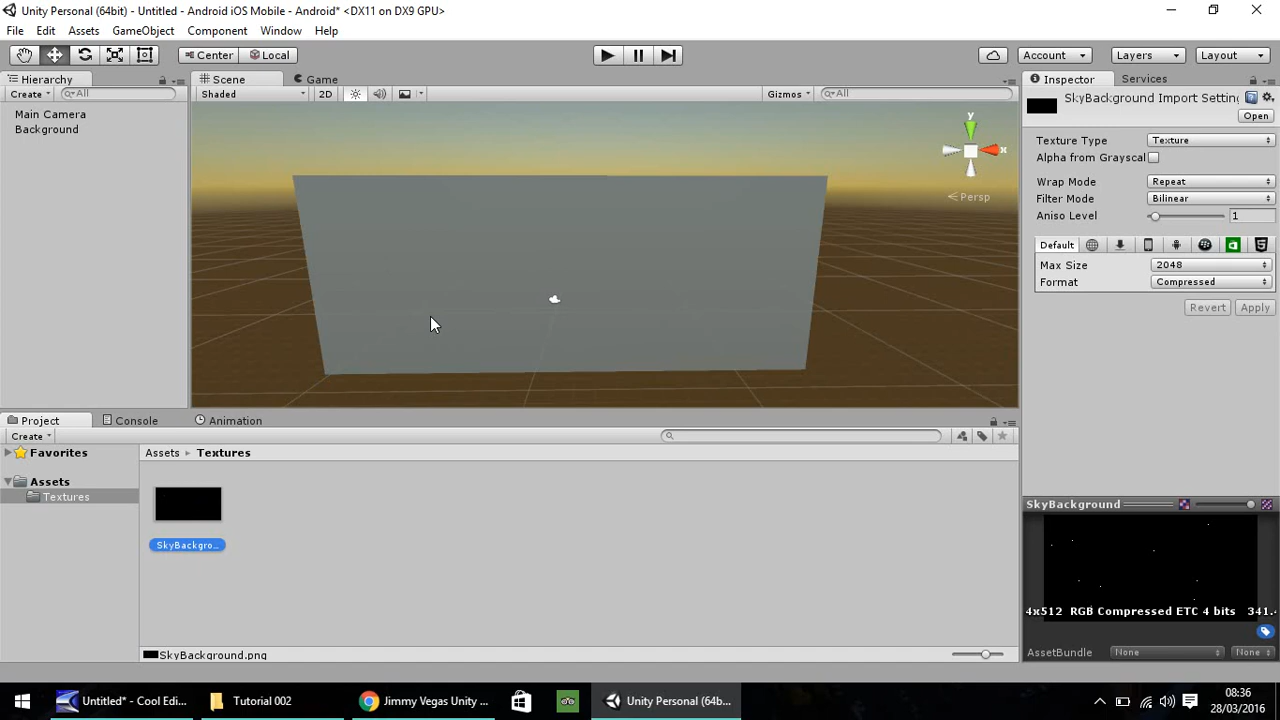 Unity Personal (64bit) - Untitled - Android iOS Mobile - Android* <DX11 on DX9 GPU>
File Edit Assets GameObject Component Window Help
Center Local Account Layers Layout
Hierarchy Scene Game Inspector Services
Create All Shaded 2D Gizmos All
SkyBackground Import Setting
Open
Main Camera
Background
y
x
Persp
Texture Type Texture
Alpha from Grayscal
Wrap Mode Repeat
Filter Mode Bilinear
Aniso Level 1
Default
Max Size 2048
Format Compressed
Revert Apply
Project Console Animation
Create
Favorites
Assets
Textures
Assets Textures
SkyBackgro...
SkyBackground.png
SkyBackground
4x512 RGB Compressed ETC 4 bits 341.4
AssetBundle None None
Untitled* - Cool Edi...
Tutorial 002
Jimmy Vegas Unity ...
Unity Personal (64b...
08:36
28/03/2016